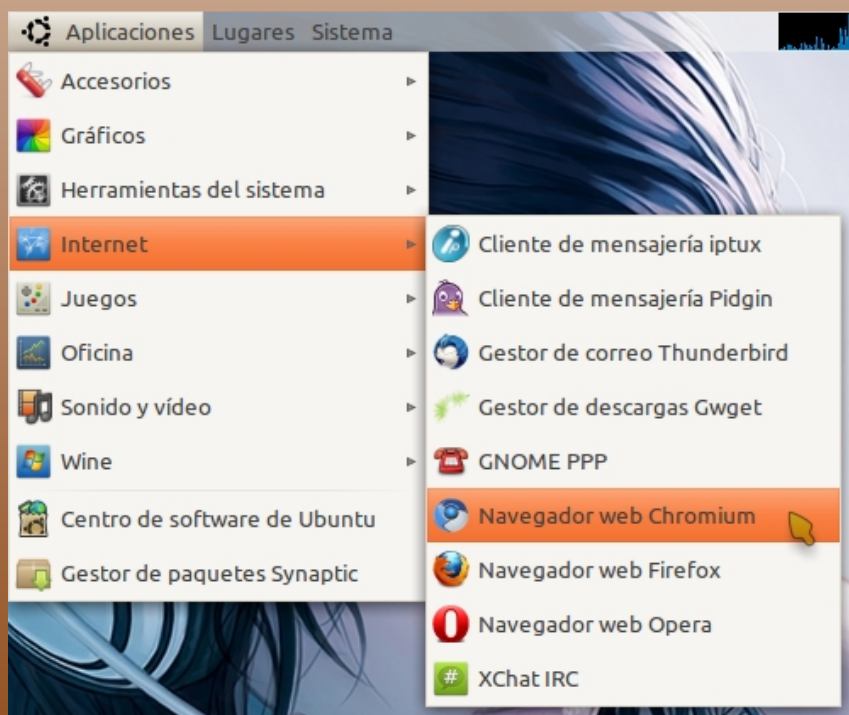 Aplicaciones Lugares Sistema
Accesorios
Gráficos
Herramientas del sistema
Internet
Juegos
Oficina
Sonido y vídeo
Wine
Centro de software de Ubuntu
Gestor de paquetes Synaptic
Cliente de mensajería iptux
Cliente de mensajería Pidgin
Gestor de correo Thunderbird
Gestor de descargas Gwget
GNOME PPP
Navegador web Chromium
Navegador web Firefox
Navegador web Opera
XChat IRC